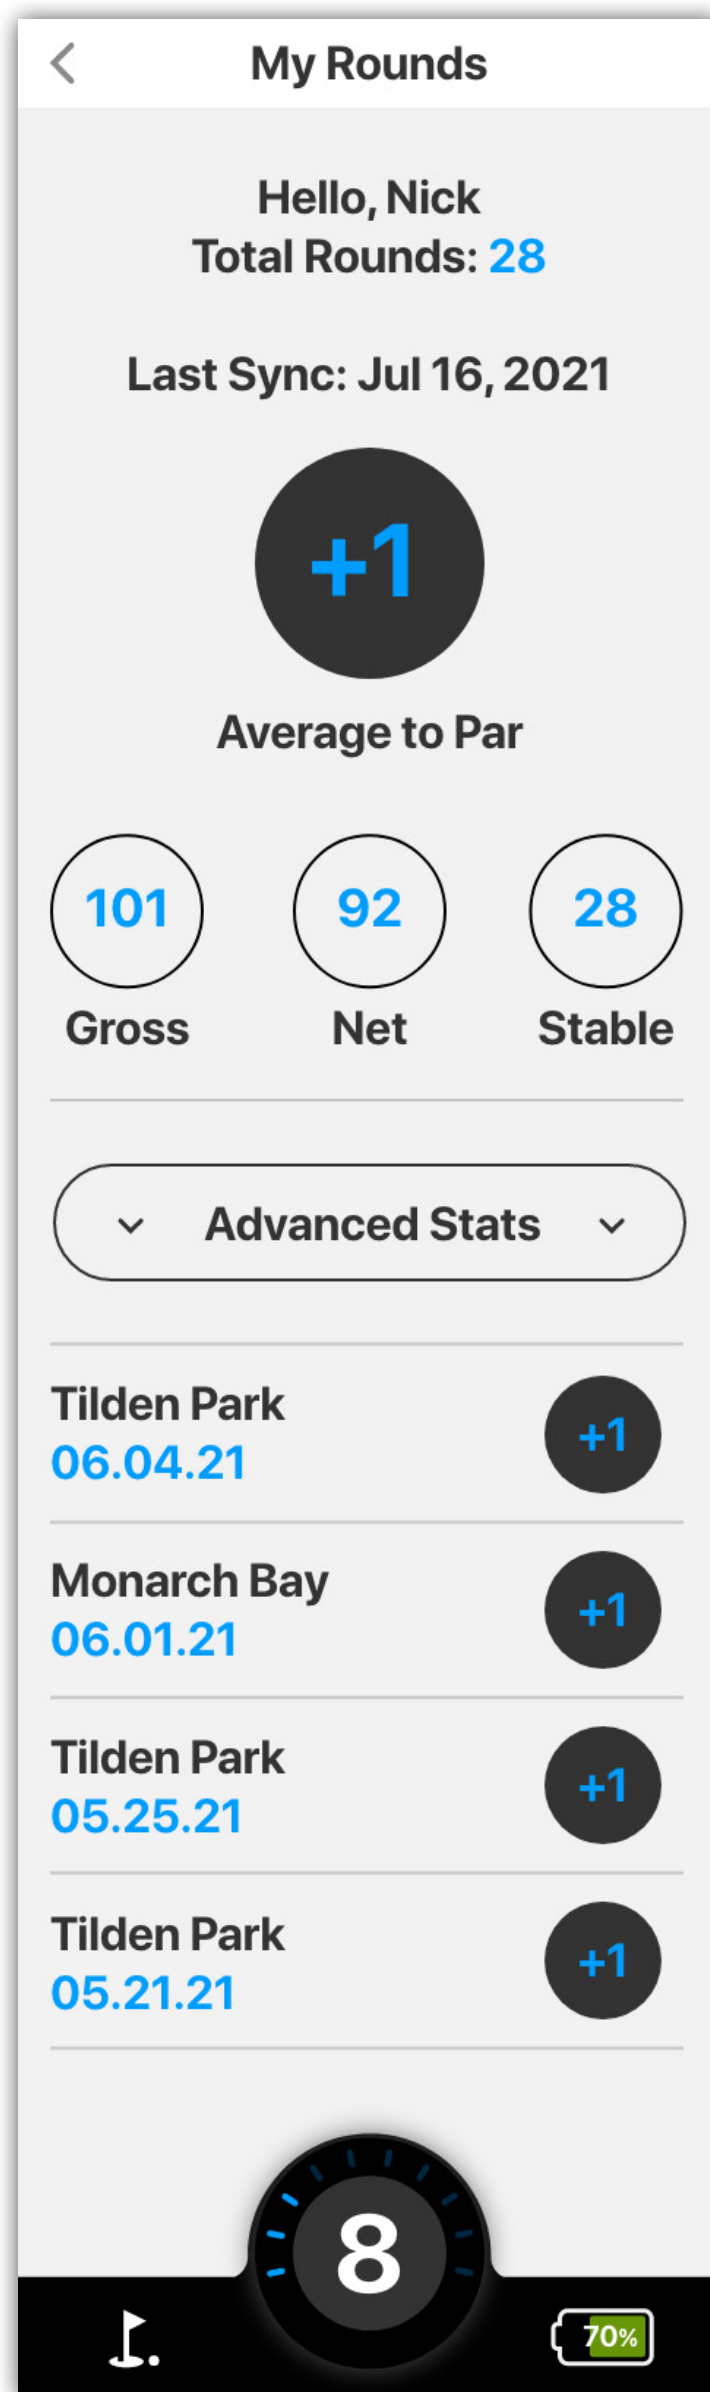 My Rounds
Hello, Nick
Total Rounds: 28
Last Sync: Jul 16, 2021
+1
Average to Par
101
Gross
92
Net
28
Stable
Advanced Stats
Tilden Park
06.04.21
+1
Monarch Bay
06.01.21
+1
Tilden Park
05.25.21
+1
Tilden Park
05.21.21
+1
8
70%